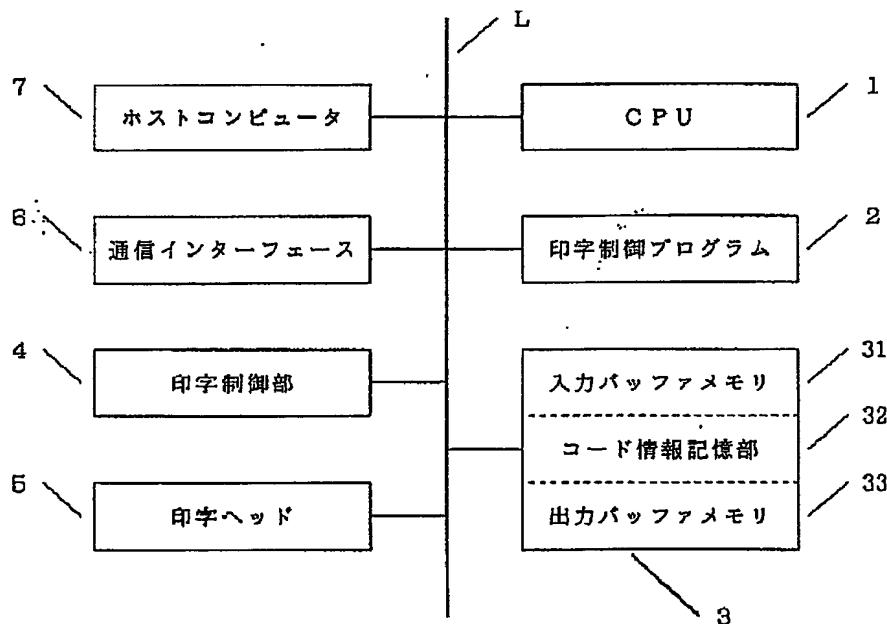 L
7
ホストコンピュータ
CPU
1
6
通信インターフェース
印字制御プログラム
2
4
印字制御部
入力バッファメモリ
31
コード情報記憶部
32
5
印字ヘッド
出力バッファメモリ
33
3